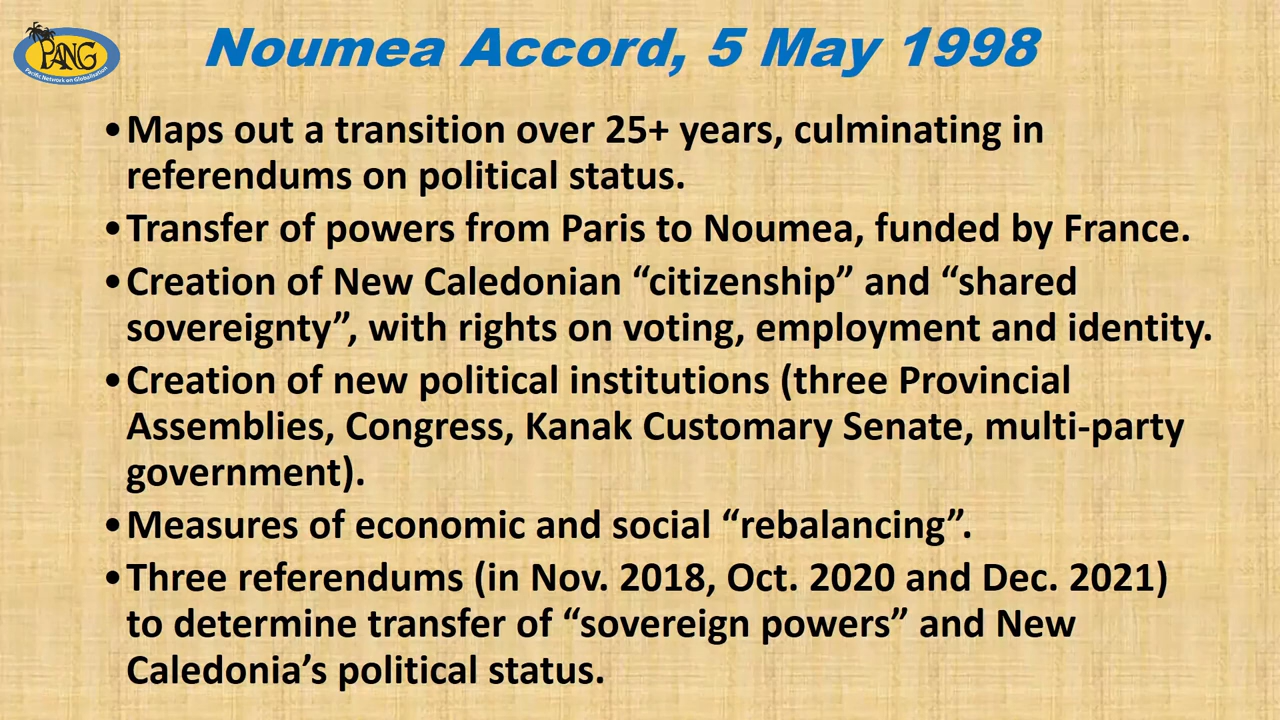 PANG
Pacific Network on Globalisation
Noumea Accord, 5 May 1998
•Maps out a transition over 25+ years, culminating in
referendums on political status.
•Transfer of powers from Paris to Noumea, funded by France.
•Creation of New Caledonian “citizenship” and “shared
sovereignty”, with rights on voting, employment and identity.
•Creation of new political institutions (three Provincial
Assemblies, Congress, Kanak Customary Senate, multi-party
government).
•Measures of economic and social “rebalancing”.
•Three referendums (in Nov. 2018, Oct. 2020 and Dec. 2021)
to determine transfer of “sovereign powers” and New
Caledonia’s political status.